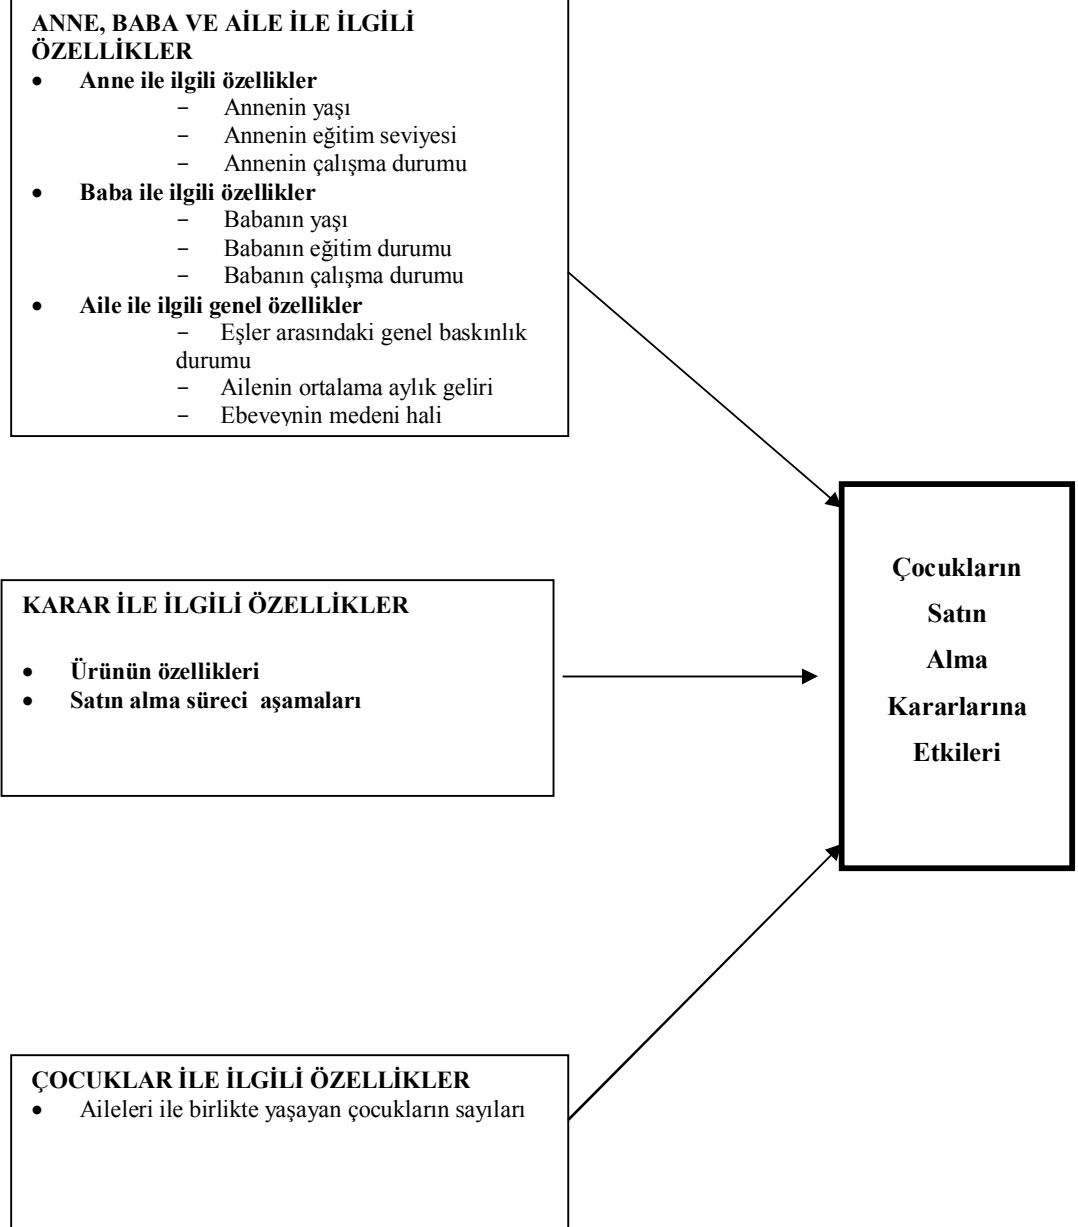 ANNE, BABA VE AİLE İLE İLGİLİ
ÖZELLİKLER
• Anne ile ilgili özellikler
− Annenin yaşı
− Annenin eğitim seviyesi
− Annenin çalışma durumu
• Baba ile ilgili özellikler
− Babanın yaşı
− Babanın eğitim durumu
− Babanın çalışma durumu
• Aile ile ilgili genel özellikler
− Eşler arasındaki genel baskınlık
durumu
− Ailenin ortalama aylık geliri
− Ebeveynin medeni hali
KARAR İLE İLGİLİ ÖZELLİKLER
• Ürünün özellikleri
• Satın alma süreci aşamaları
Çocukların
Satın
Alma
Kararlarına
Etkileri
ÇOCUKLAR İLE İLGİLİ ÖZELLİKLER
• Aileleri ile birlikte yaşayan çocukların sayıları